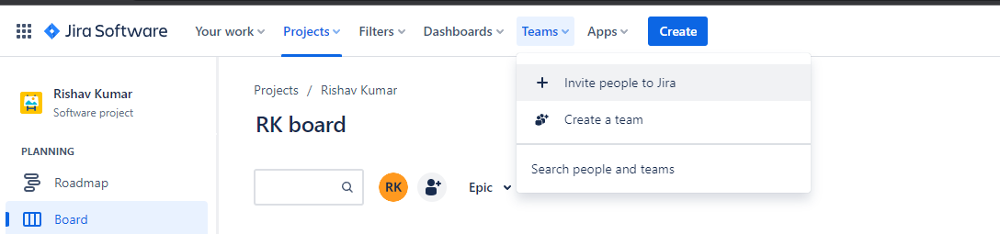 Jira Software Your work Projects Filters Dashboards Teams Apps Create
Rishav Kumar
Software project
PLANNING
Roadmap
Board
Projects / Rishav Kumar
RK board
RK Epic
Invite people to Jira
Create a team
Search people and teams